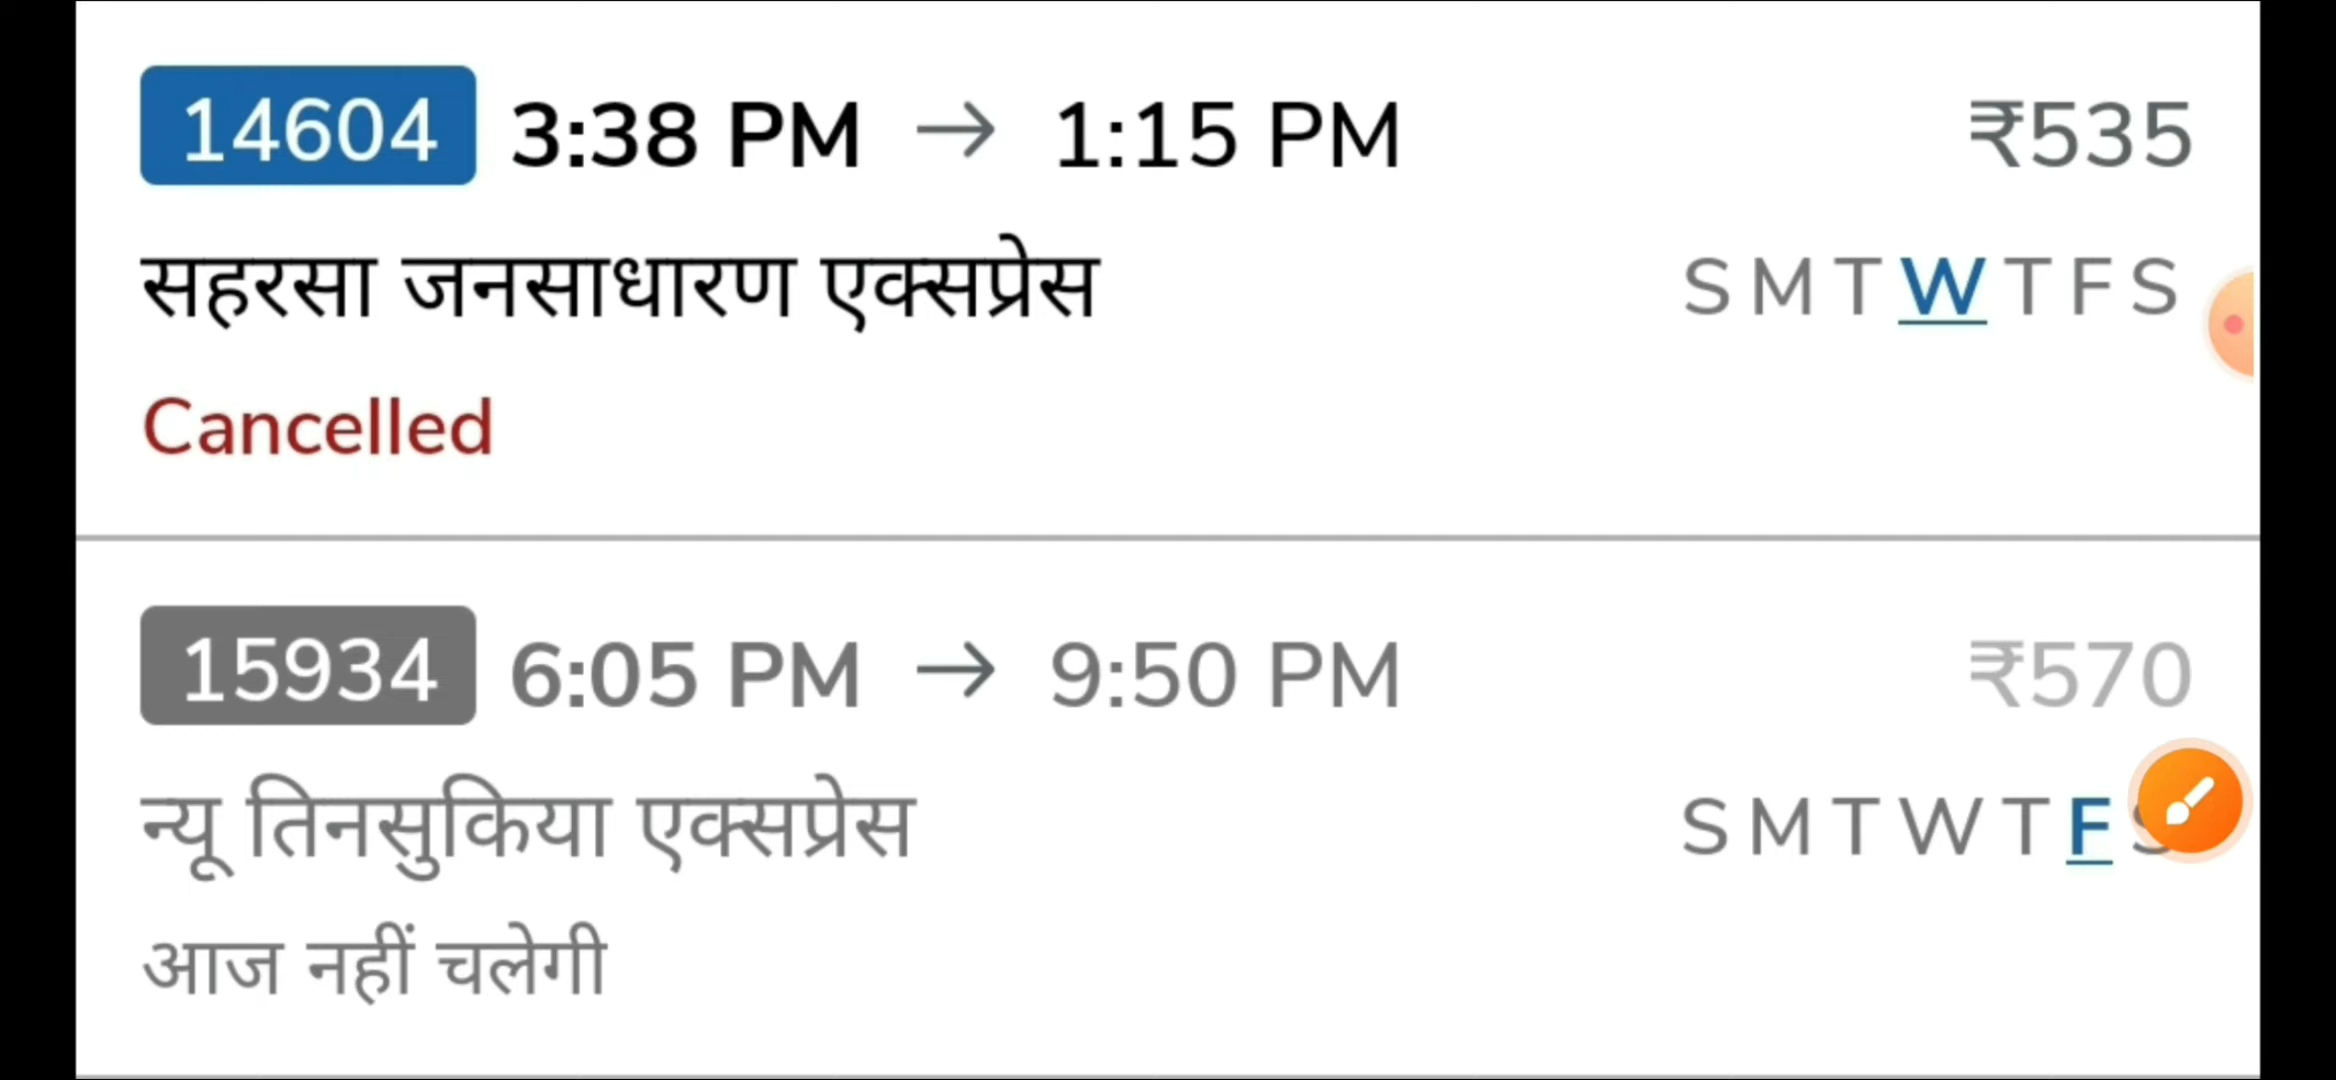 14604 3:38 PM → 1:15 PM ₹535
सहरसा जनसाधारण एक्सप्रेस S M T W T F S
Cancelled
15934 6:05 PM → 9:50 PM ₹570
न्यू तिनसुकिया एक्सप्रेस S M T W T F S
आज नहीं चलेगी